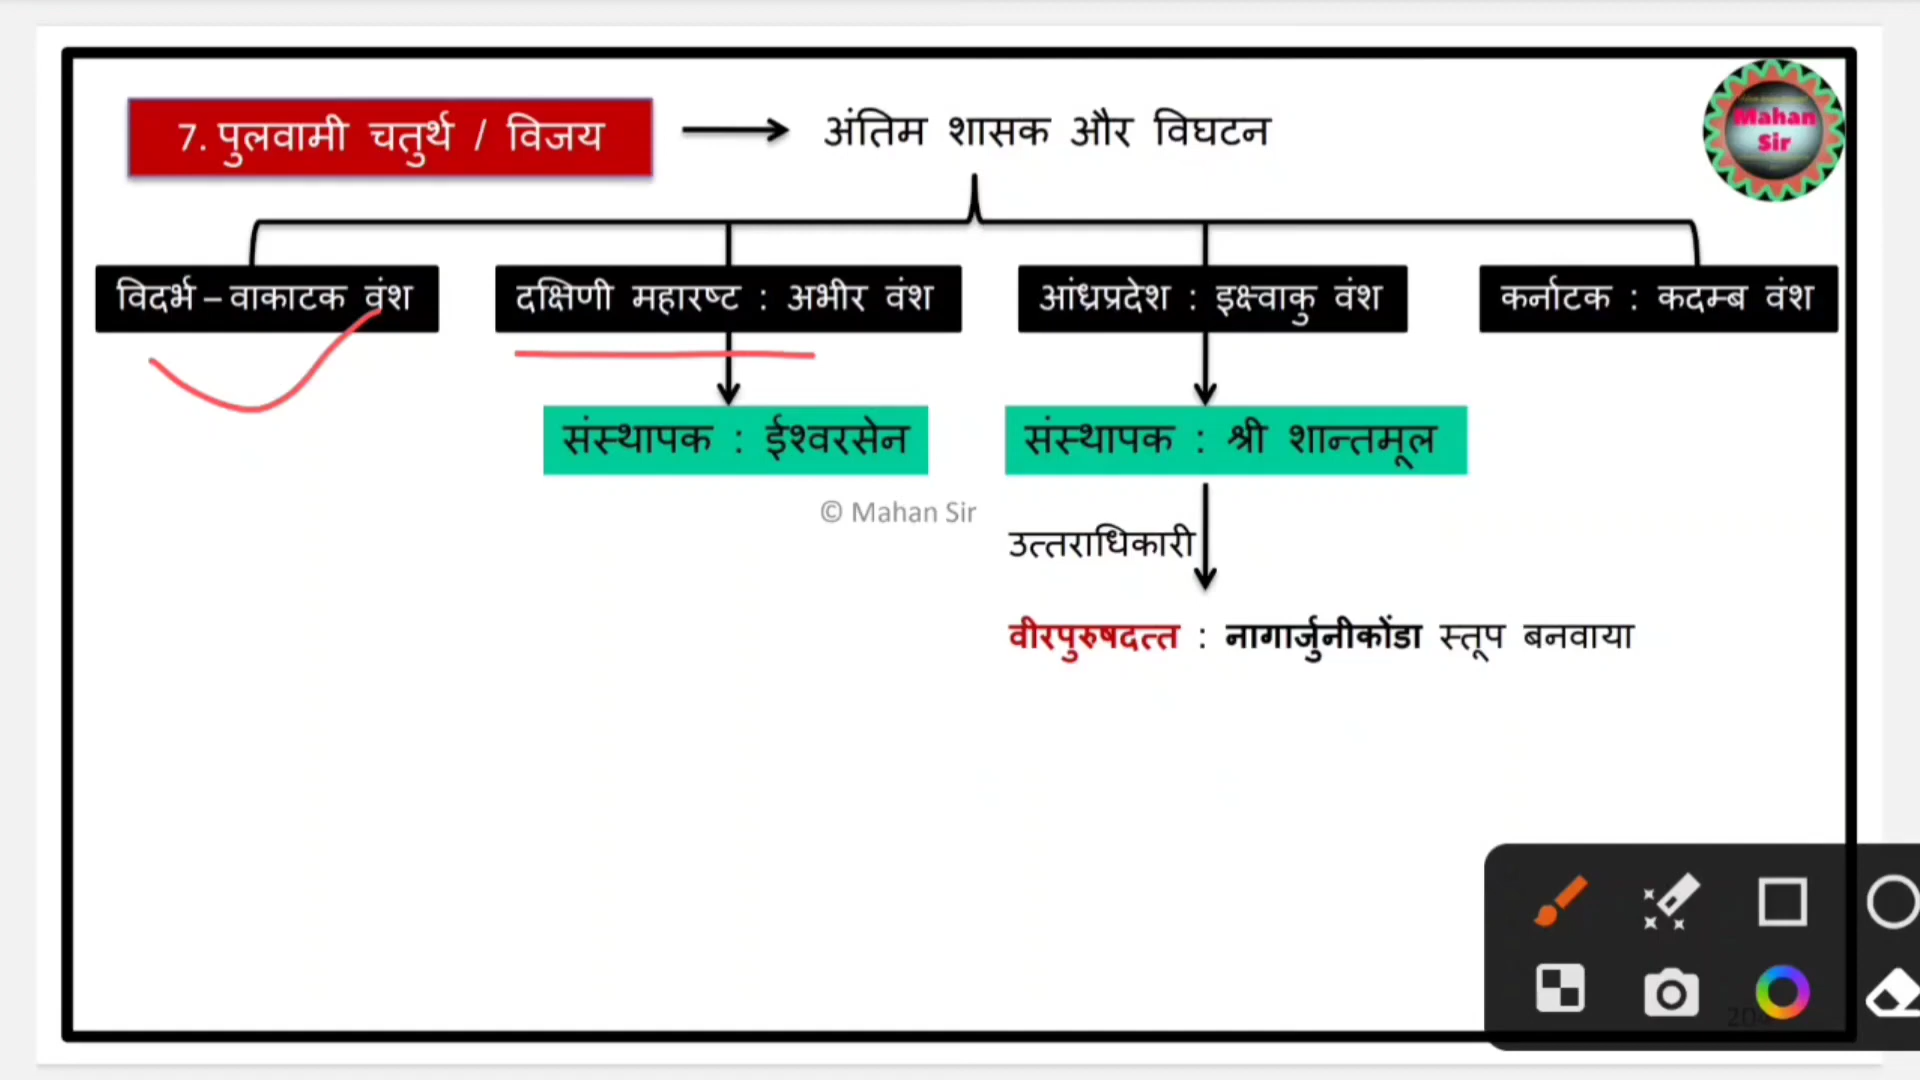 7. पुलवामी चतुर्थ / विजय
अंतिम शासक और विघटन
Mahan
Sir
विदर्भ – वाकाटक वंश
दक्षिणी महारष्ट : अभीर वंश
आंध्रप्रदेश : इक्ष्वाकु वंश
कर्नाटक : कदम्ब वंश
संस्थापक : ईश्वरसेन
संस्थापक : श्री शान्तमूल
© Mahan Sir
उत्तराधिकारी
वीरपुरुषदत्त : नागार्जुनीकोंडा स्तूप बनवाया